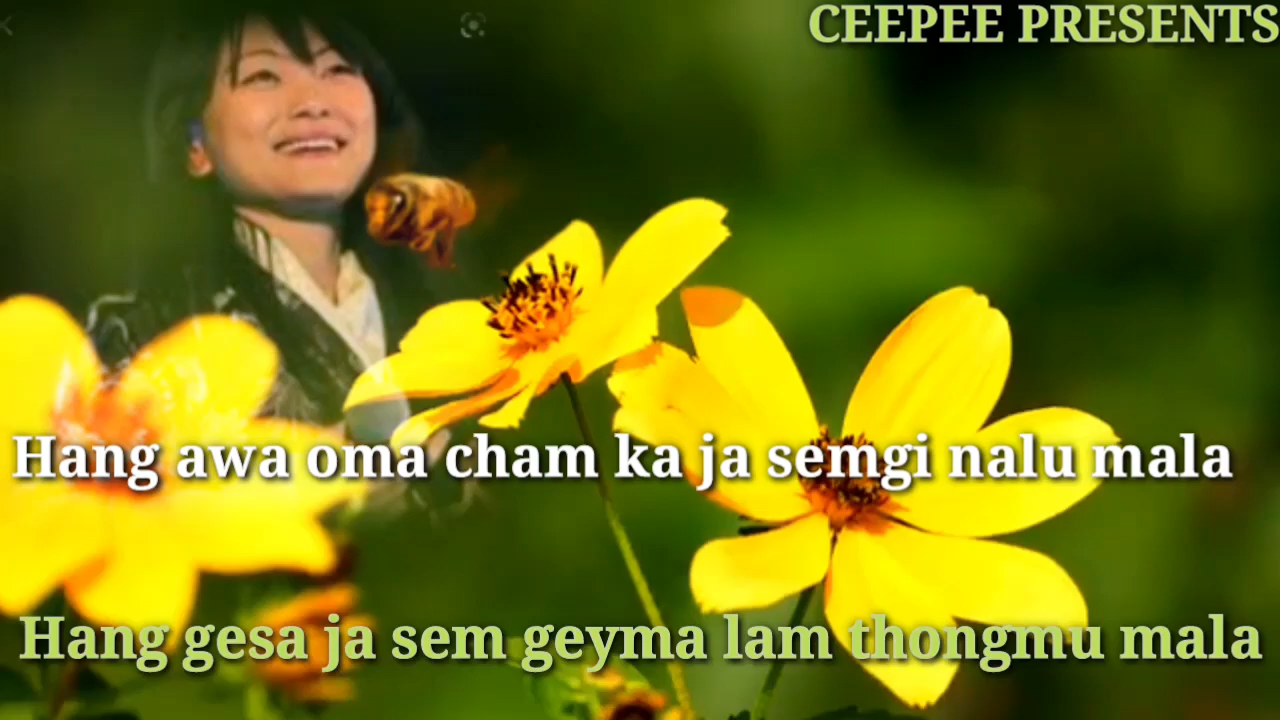 CEEPEE PRESENTS
Hang awa oma cham ka ja semgi nalu mala
Hang gesa ja sem geyma lam thongmu mala